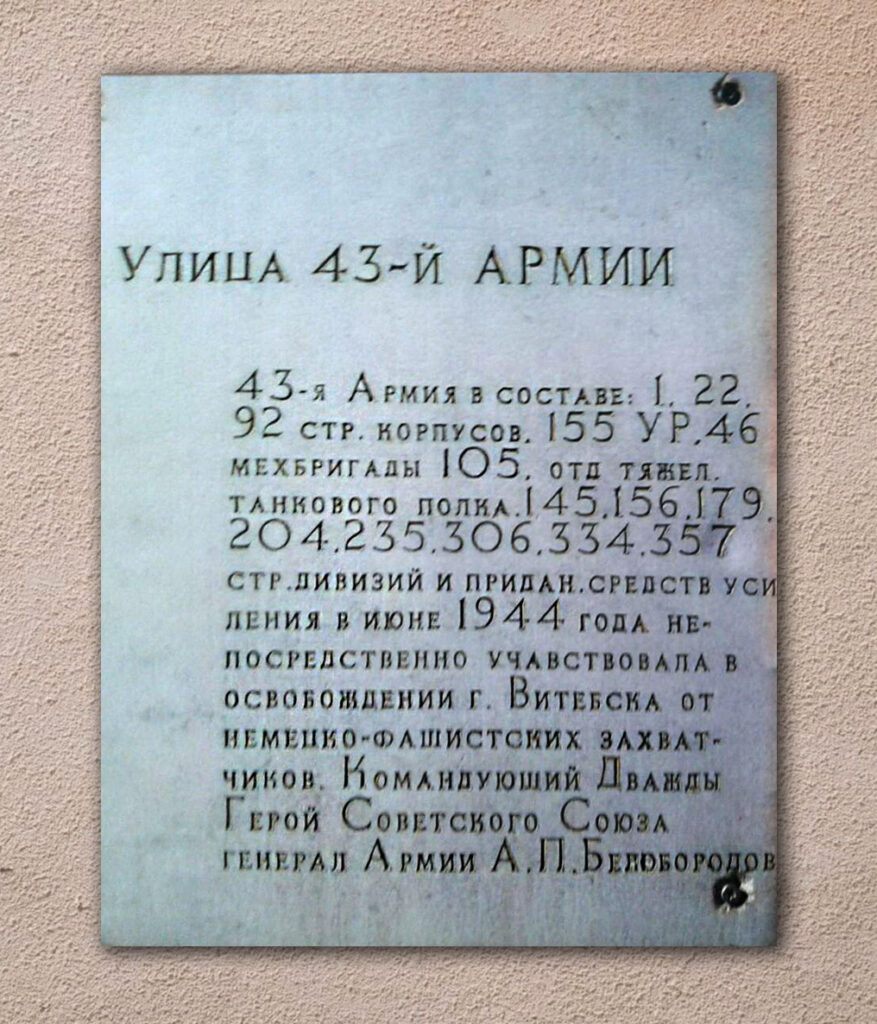 Улица 43-й Армии
43-я Армия в составе: 1. 22.
92 стр. корпусов. 155 УР. 46
мехбригады 105. отд тяжел.
танкового полка. 145. 156. 179.
204. 235. 306. 334. 357
стр. дивизий и придан. средств уси
ления в июне 1944 года не-
посредственно учавствовала в
освобождении г. Витебска от
немецко-фашистских захват-
чиков. Командующий Дважды
Герой Советского Союза
генерал Армии А.П. Белобородов